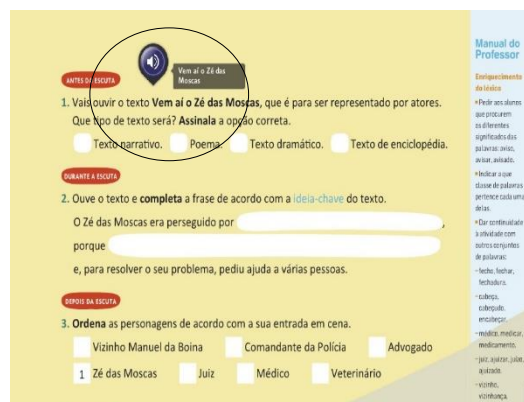 Vem aí o Zé das
Moscas
ANTES DA ESCUTA
1. Vais ouvir o texto Vem aí o Zé das Moscas, que é para ser representado por atores.
Que tipo de texto será? Assinala a opção correta.
Texto narrativo. Poema. Texto dramático. Texto de enciclopédia.
DURANTE A ESCUTA
2. Ouve o texto e completa a frase de acordo com a ideia-chave do texto.
O Zé das Moscas era perseguido por ,
porque
e, para resolver o seu problema, pediu ajuda a várias pessoas.
DEPOIS DA ESCUTA
3. Ordena as personagens de acordo com a sua entrada em cena.
Vizinho Manuel da Boina Comandante da Polícia Advogado
1 Zé das Moscas Juiz Médico Veterinário
Manual do
Professor
Enriquecimento
do léxico
• Pedir aos alunos
que procurem
os diferentes
significados das
palavras: aviso,
avisar, avisado.
• Indicar a que
classe de palavras
pertence cada uma
delas.
• Dar continuidade
à atividade com
outros conjuntos
de palavras:
- fecho, fechar,
fechadura.
- cabeça,
cabeçudo,
encabeçar.
- médico, medicar,
medicamento.
- juiz, ajuizar, julgar,
ajuizado.
- vizinho,
vizinhança.